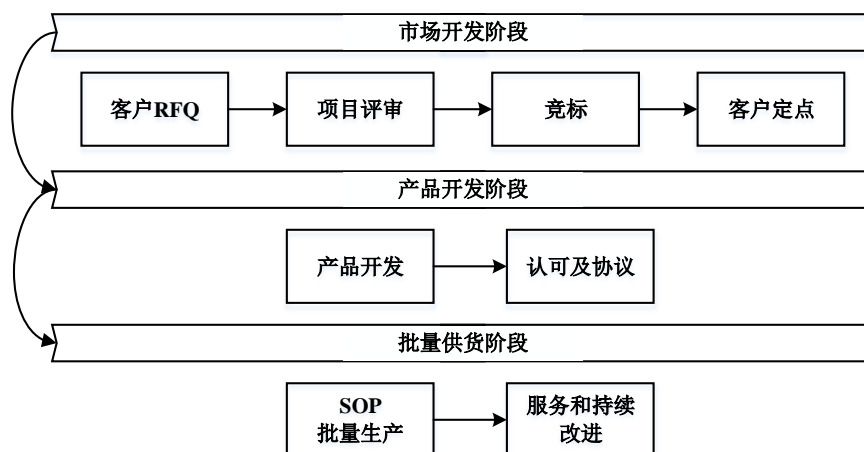 市场开发阶段
客户RFQ
项目评审
竞标
客户定点
产品开发阶段
产品开发
认可及协议
批量供货阶段
SOP
批量生产
服务和持续
改进